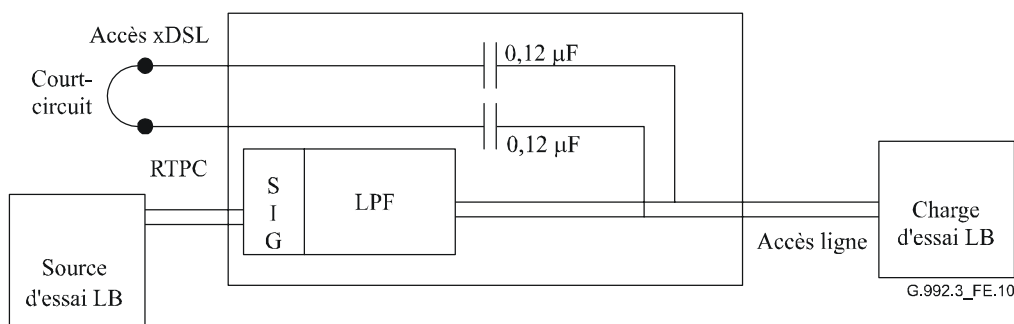 Accès xDSL
0,12 µF
Court-
circuit
0,12 µF
RTPC
S
I
G
LPF
Source
d'essai LB
Accès ligne
Charge
d'essai LB
G.992.3_FE.10